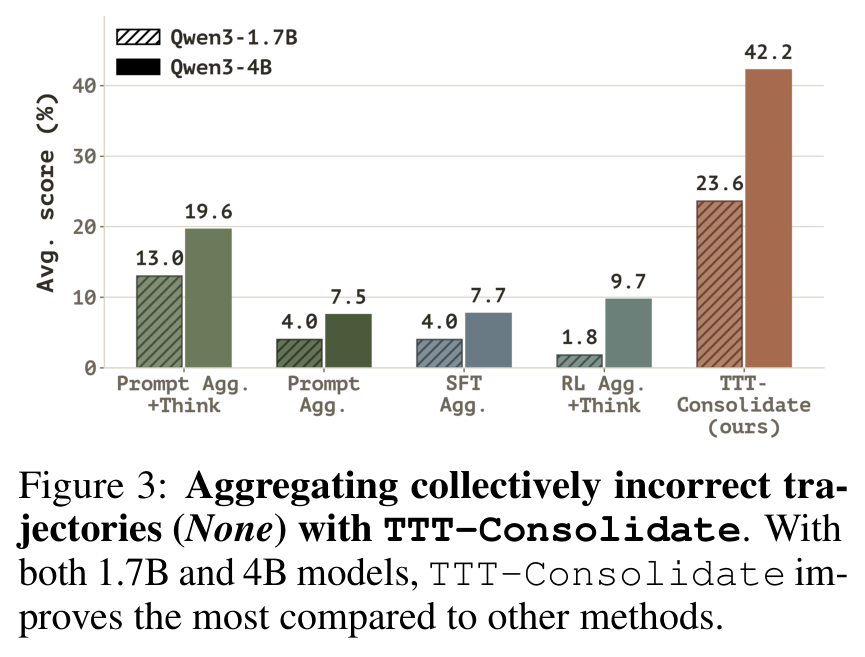 Qwen3-1.7B
Qwen3-4B
Avg. score (%)
40
30
20
10
0
13.0
19.6
4.0
7.5
4.0
7.7
1.8
9.7
23.6
42.2
Prompt Agg.
+Think
Prompt
Agg.
SFT
Agg.
RL Agg.
+Think
TTT-
Consolidate
(ours)
Figure 3: Aggregating collectively incorrect tra-
jectories (None) with TTT-Consolidate. With
both 1.7B and 4B models, TTT-Consolidate im-
proves the most compared to other methods.